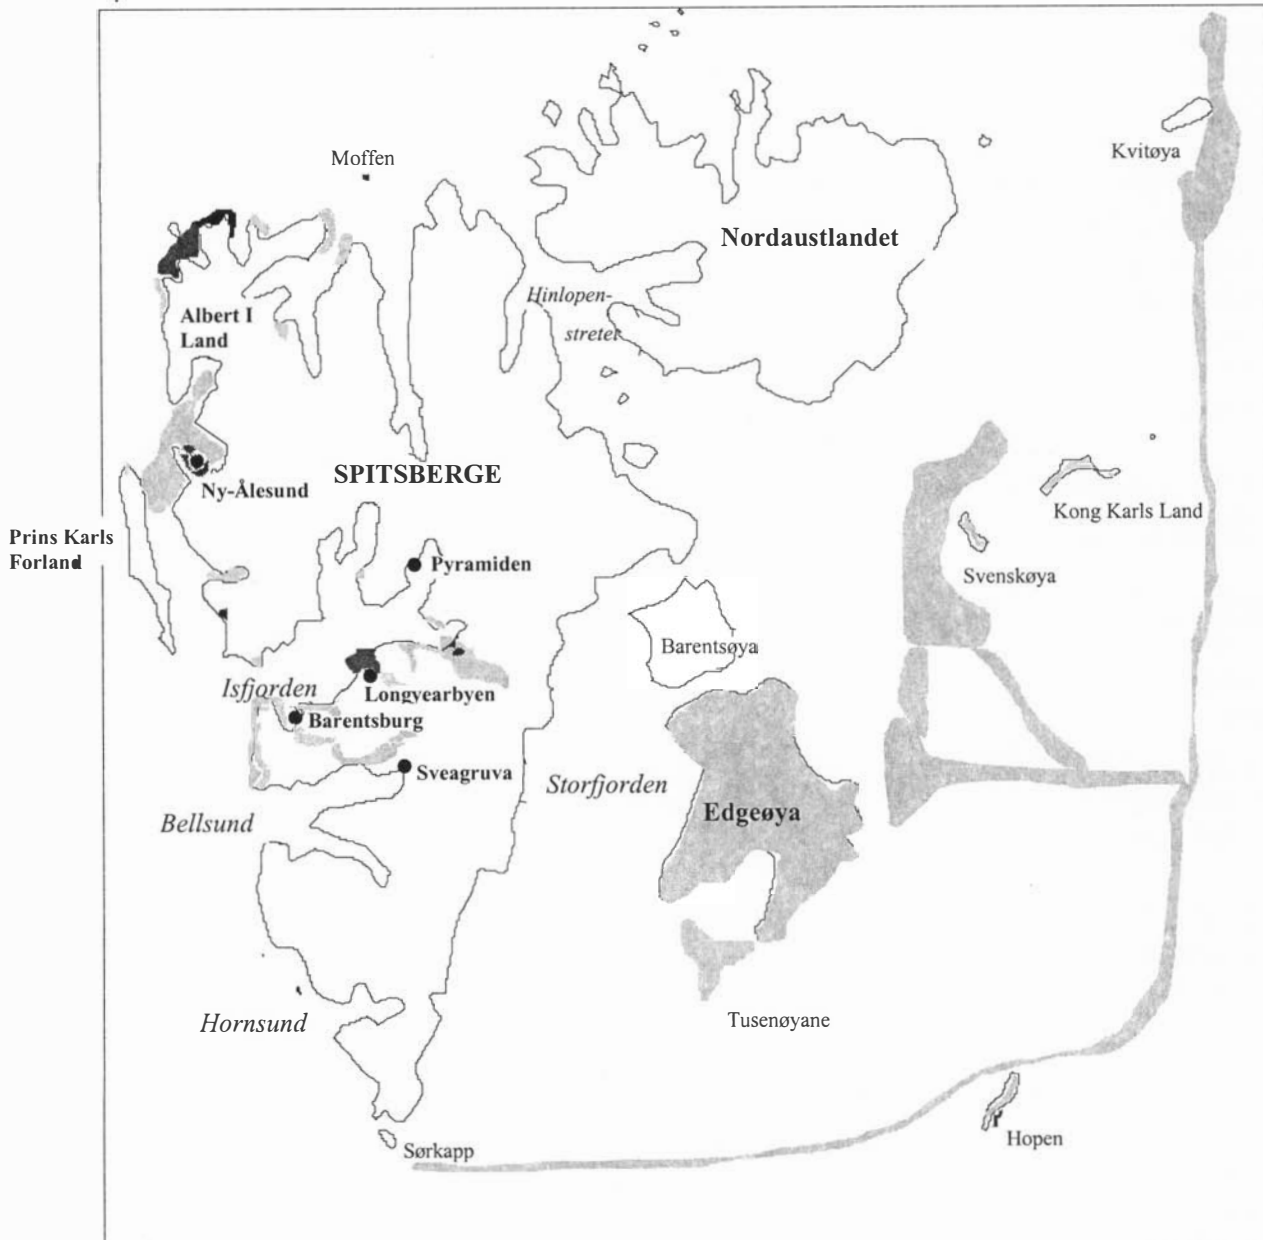 Moffen
Kvitøya
Nordaustlandet
Hinlopen-
stretet
Albert I
Land
SPITSBERGE
Ny-Ålesund
Kong Karls Land
Prins Karls
Forland
Pyramiden
Svenskøya
Barentsøya
Isfjorden
Longyearbyen
Barentsburg
Sveagruva
Storfjorden
Edgeøya
Bellsund
Hornsund
Tusenøyane
Hopen
Sørkapp